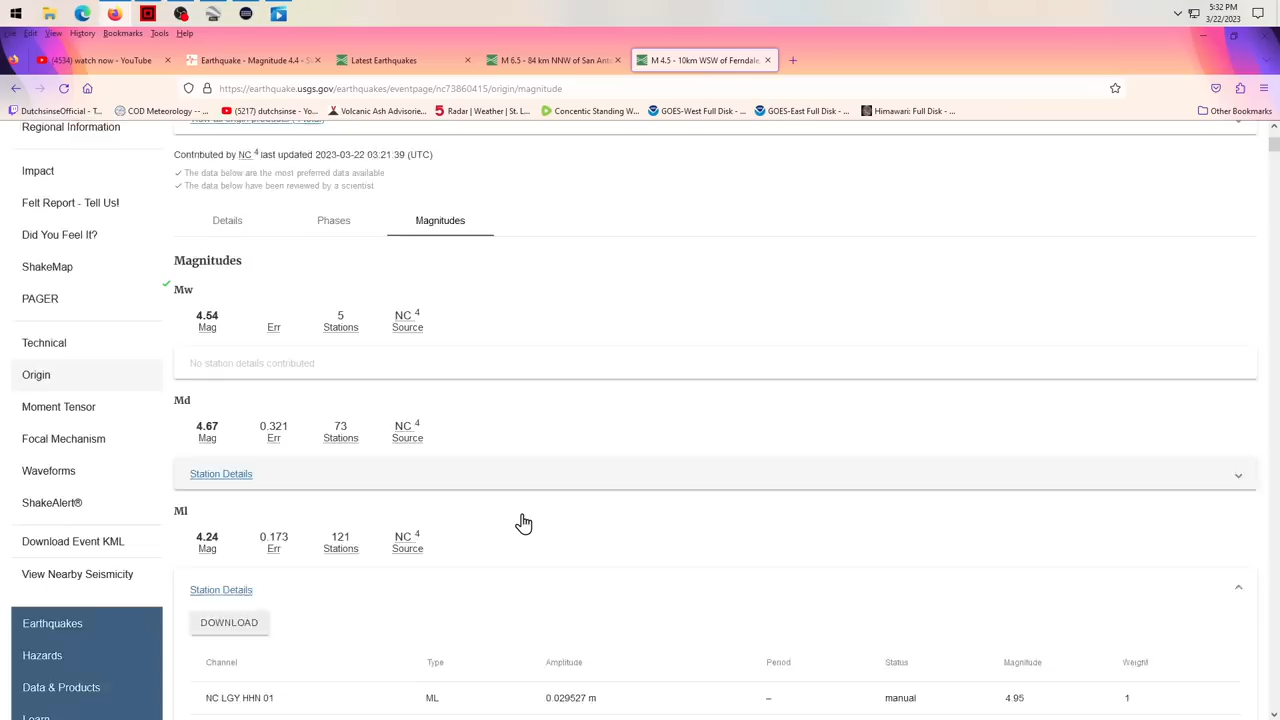 5:32 PM
3/22/2023
File Edit View History Bookmarks Tools Help
(4534) watch now - YouTube
Earthquake - Magnitude 4.4 - S
Latest Earthquakes
M 6.5 - 84 km NNW of San Ant
M 4.5 - 10km WSW of Ferndale,
https://earthquake.usgs.gov/earthquakes/eventpage/nc73860415/origin/magnitude
DutchsinseOfficial - T...
COD Meteorology -- ...
(5217) dutchsinse - Yo...
Volcanic Ash Advisorie...
Radar | Weather | St. L...
Concentric Standing W...
GOES-West Full Disk - ...
GOES-East Full Disk - ...
Himawari: Full Disk - ...
Other Bookmarks
Regional Information
Impact
Felt Report - Tell Us!
Did You Feel It?
ShakeMap
PAGER
Technical
Origin
Moment Tensor
Focal Mechanism
Waveforms
ShakeAlert®
Download Event KML
View Nearby Seismicity
Earthquakes
Hazards
Data & Products
Learn
Contributed by NC 4 last updated 2023-03-22 03:21:39 (UTC)
The data below are the most preferred data available
The data below have been reviewed by a scientist
Details Phases Magnitudes
Magnitudes
Mw
4.54 5 NC 4
Mag Err Stations Source
No station details contributed
Md
4.67 0.321 73 NC 4
Mag Err Stations Source
Station Details
Ml
4.24 0.173 121 NC 4
Mag Err Stations Source
Station Details
DOWNLOAD
Channel Type Amplitude Period Status Magnitude Weight
NC LGY HHN 01 ML 0.029527 m – manual 4.95 1